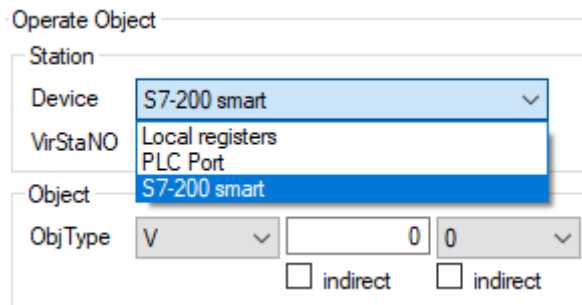 Operate Object
Station
Device S7-200 smart
VirStaNO Local registers
PLC Port
S7-200 smart
Object
ObjType V 0 0
indirect indirect